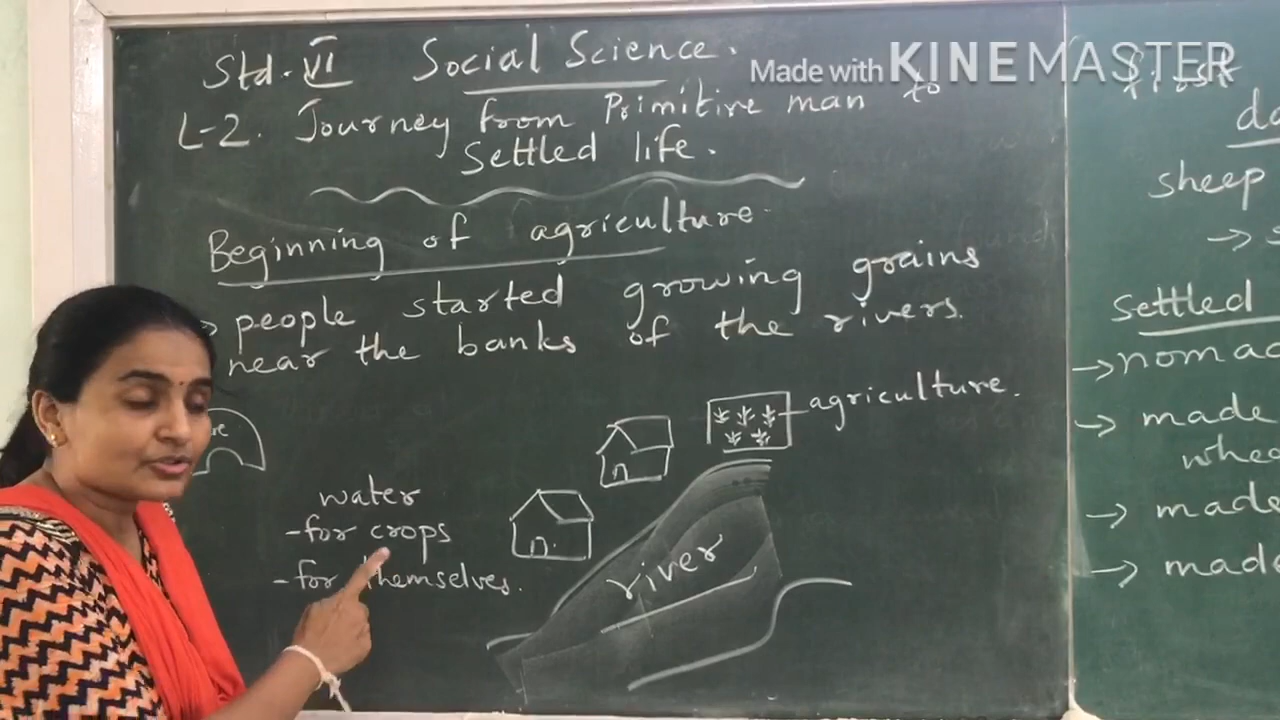 Std. VI Social Science.
L-2. Journey from Primitive man to
Settled life.
Beginning of agriculture.
people started growing grains
near the banks of the rivers.
agriculture.
water
-for crops
-for themselves.
river
Made with KINEMASTER
first
sheep
settled
→
→ made
→ made
→ made